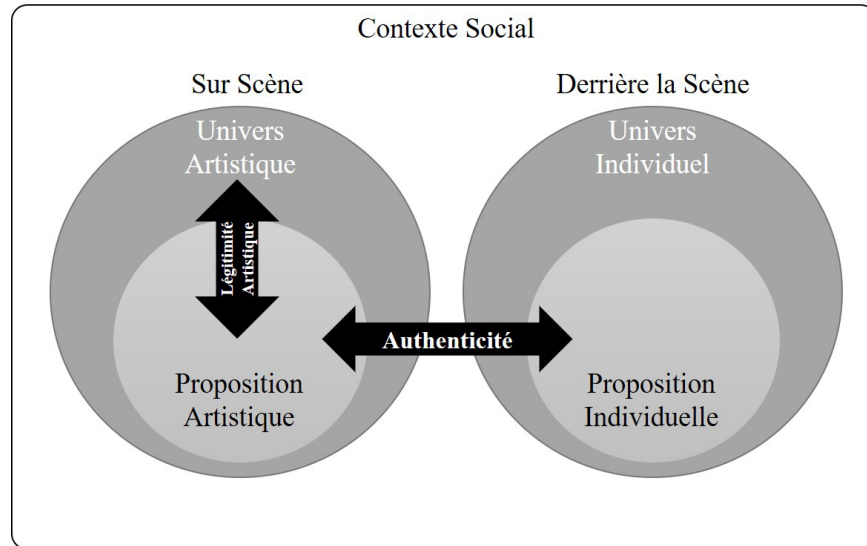 Contexte Social
Sur Scène
Derrière la Scène
Univers
Artistique
Univers
Individuel
Légitimité
Artistique
Authenticité
Proposition
Artistique
Proposition
Individuelle